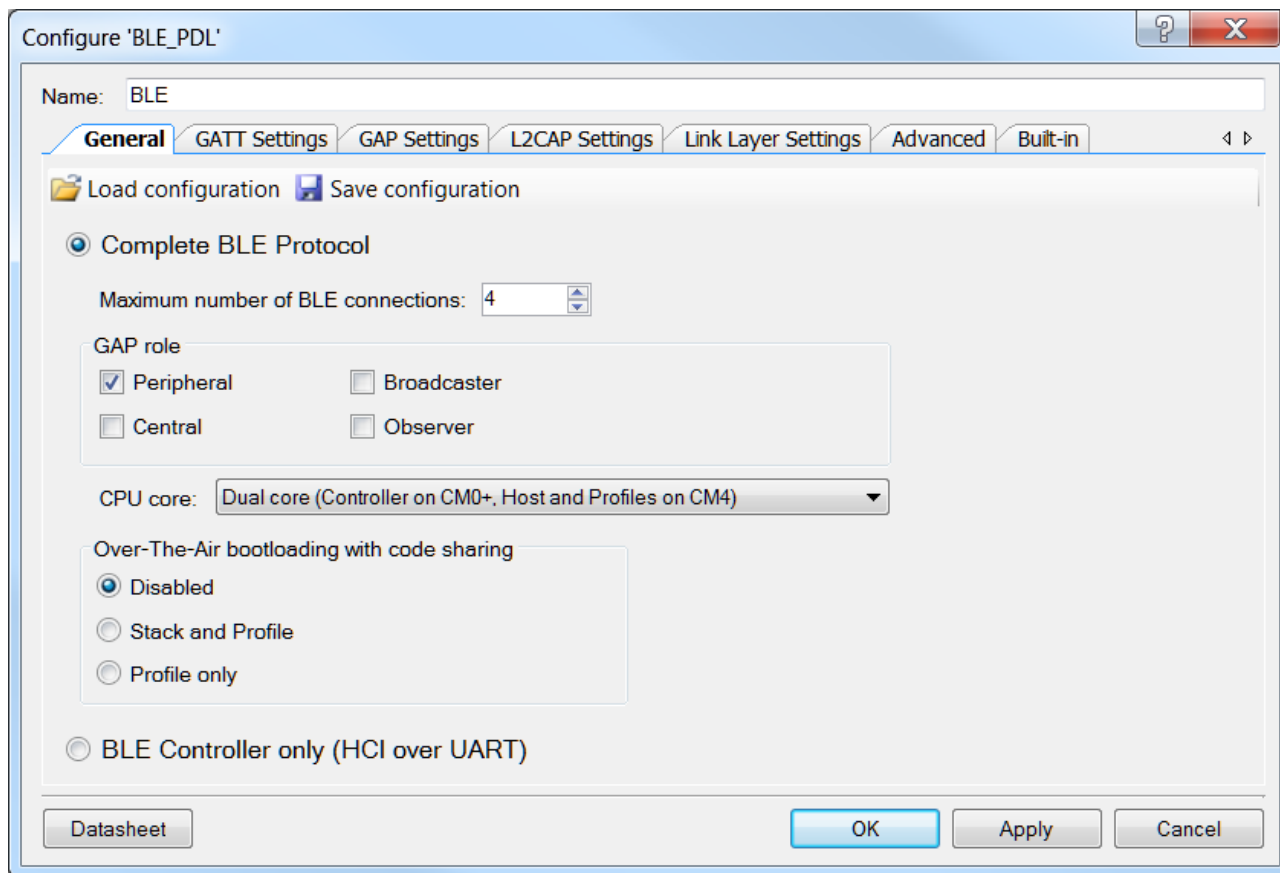 Configure 'BLE_PDL'
Name: BLE
General GATT Settings GAP Settings L2CAP Settings Link Layer Settings Advanced Built-in
Load configuration Save configuration
Complete BLE Protocol
Maximum number of BLE connections: 4
GAP role
Peripheral Broadcaster
Central Observer
CPU core: Dual core (Controller on CM0+, Host and Profiles on CM4)
Over-The-Air bootloading with code sharing
Disabled
Stack and Profile
Profile only
BLE Controller only (HCI over UART)
Datasheet OK Apply Cancel